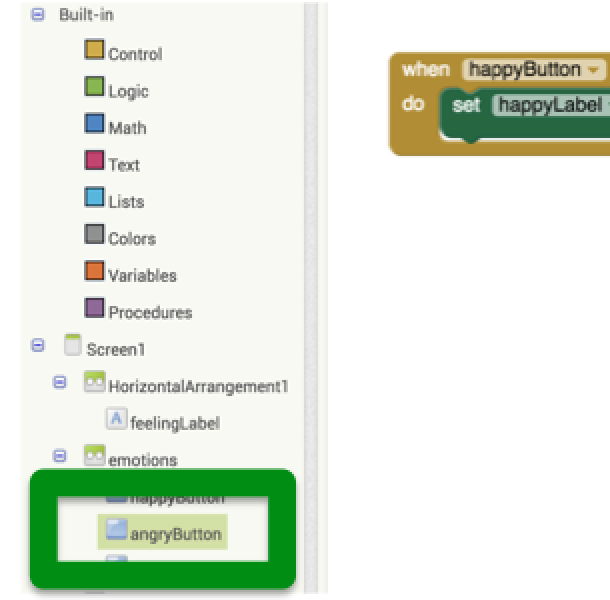 Built-in
Control
Logic
Math
Text
Lists
Colors
Variables
Procedures
Screen1
HorizontalArrangement1
A feelingLabel
emotions
happyButton
angryButton
when happyButton
do set happyLabel